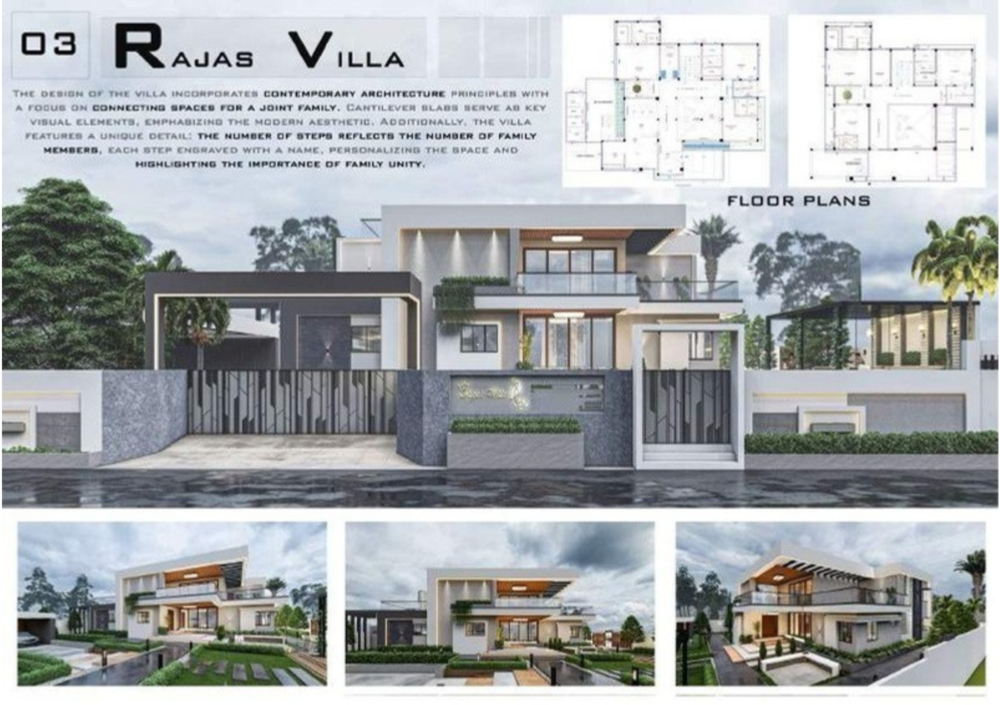 03
RAJAS VILLA
THE DESIGN OF THE VILLA INCORPORATES CONTEMPORARY ARCHITECTURE PRINCIPLES WITH
A FOCUS ON CONNECTING SPACES FOR A JOINT FAMILY. CANTILEVER SLABS SERVE AS KEY
VISUAL ELEMENTS, EMPHASIZING THE MODERN AESTHETIC. ADDITIONALLY, THE VILLA
FEATURES A UNIQUE DETAIL: THE NUMBER OF STEPS REFLECTS THE NUMBER OF FAMILY
MEMBERS, EACH STEP ENGRAVED WITH A NAME, PERSONALIZING THE SPACE AND
HIGHLIGHTING THE IMPORTANCE OF FAMILY UNITY.
FLOOR PLANS